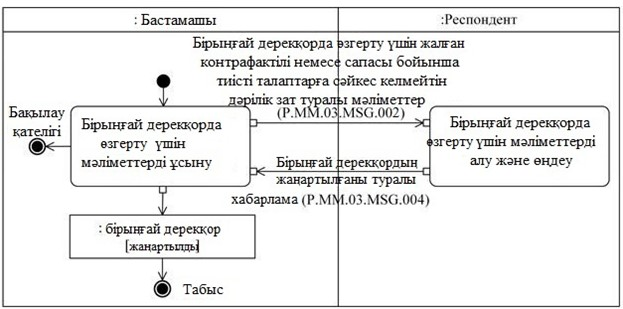 : Бастамашы
:Респондент
Бірыңғай дерекқорда өзгерту үшін жалған
контрафактілі немесе сапасы бойынша
тиісті талаптарға сәйкес келмейтін
дәрілік зат туралы мәліметтер
(P.MM.03.MSG.002)
Бақылау
қателігі
Бірыңғай дерекқорда
өзгерту үшін
мәліметтерді ұсыну
Бірыңғай дерекқорда
өзгерту үшін мәліметтерді
алу және өңдеу
Бірыңғай дерекқордың
жаңартылғаны туралы
хабарлама (P.MM.03.MSG.004)
: бірыңғай дерекқор
[жаңартылды]
Табыс